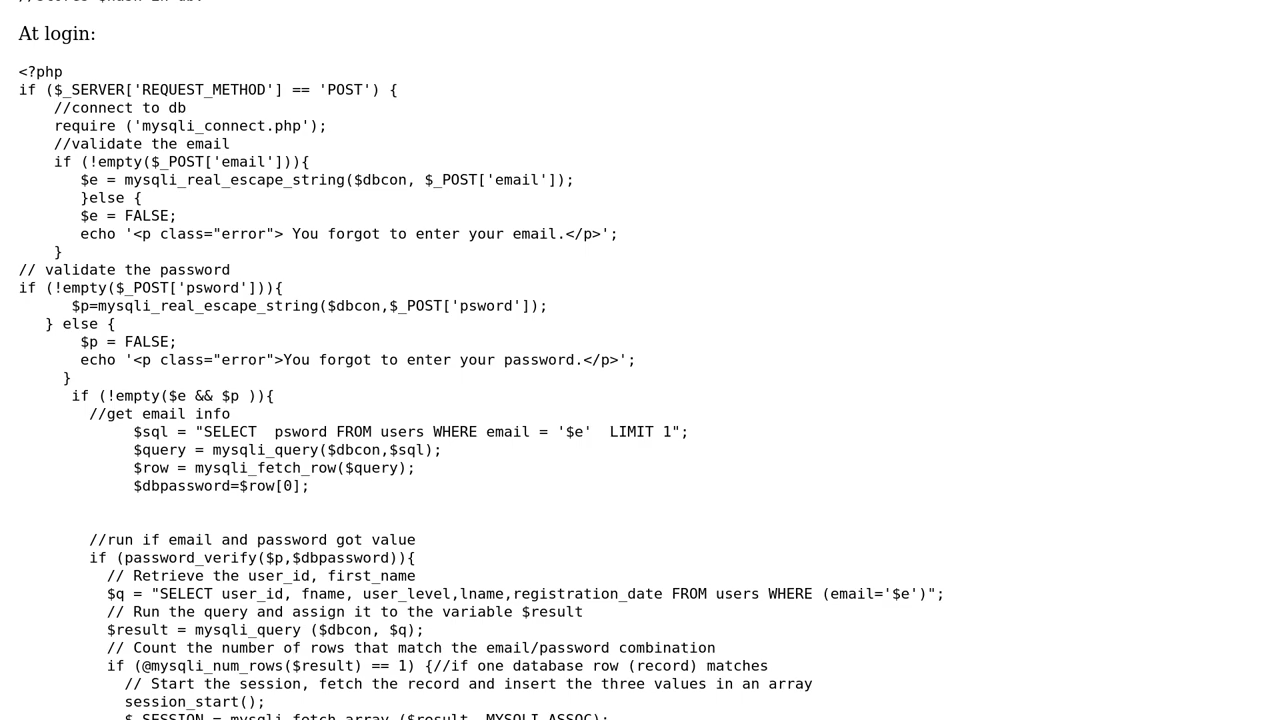 At login:
<?php
if ($_SERVER['REQUEST_METHOD'] == 'POST') {
    //connect to db
    require ('mysqli_connect.php');
    //validate the email
    if (!empty($_POST['email'])){
       $e = mysqli_real_escape_string($dbcon, $_POST['email']);
       }else {
       $e = FALSE;
       echo '<p class="error"> You forgot to enter your email.</p>';
    }
// validate the password
if (!empty($_POST['psword'])){
      $p=mysqli_real_escape_string($dbcon,$_POST['psword']);
   } else {
       $p = FALSE;
       echo '<p class="error">You forgot to enter your password.</p>';
     }
      if (!empty($e && $p )){
        //get email info
             $sql = "SELECT  psword FROM users WHERE email = '$e'  LIMIT 1";
             $query = mysqli_query($dbcon,$sql);
             $row = mysqli_fetch_row($query);
             $dbpassword=$row[0];
        //run if email and password got value
        if (password_verify($p,$dbpassword)){
          // Retrieve the user_id, first_name
          $q = "SELECT user_id, fname, user_level,lname,registration_date FROM users WHERE (email='$e')";
          // Run the query and assign it to the variable $result
          $result = mysqli_query ($dbcon, $q);
          // Count the number of rows that match the email/password combination
          if (@mysqli_num_rows($result) == 1) {//if one database row (record) matches
            // Start the session, fetch the record and insert the three values in an array
            session_start();
            $_SESSION = mysqli_fetch_array ($result, MYSQLI_ASSOC);